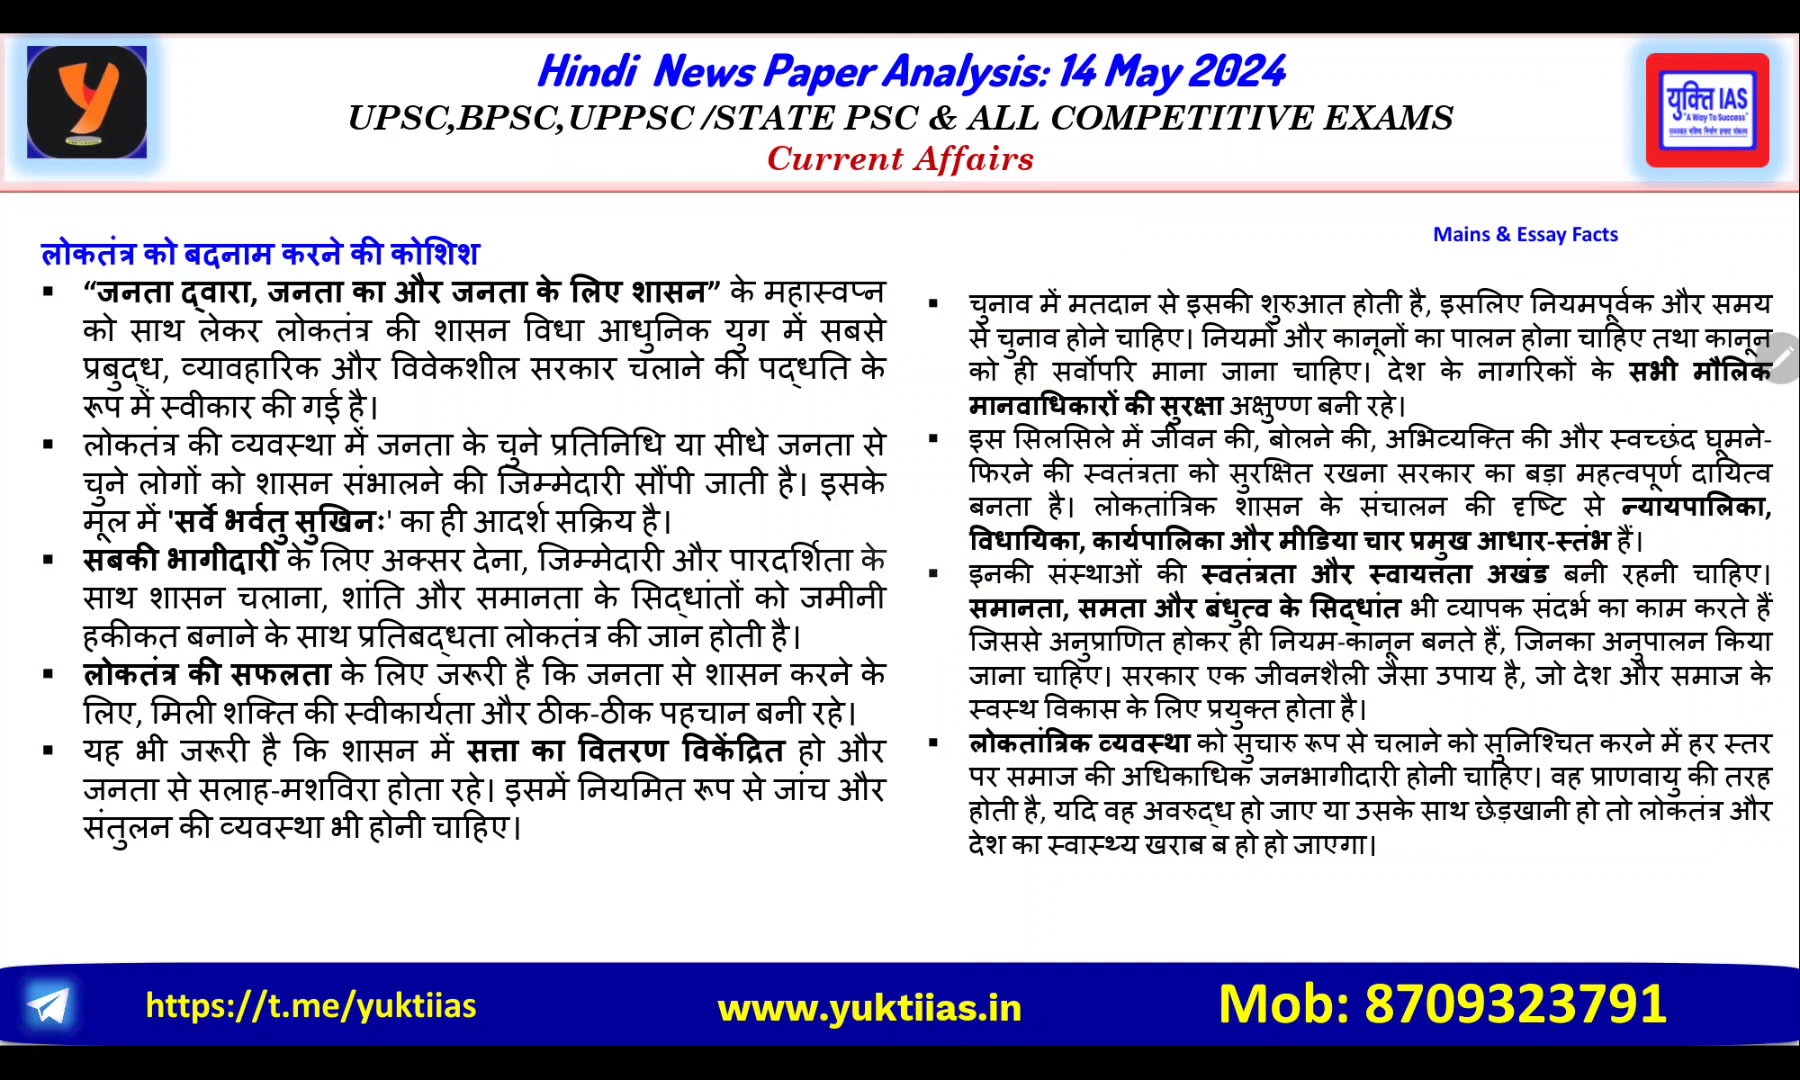 Hindi News Paper Analysis: 14 May 2024
UPSC,BPSC,UPPSC /STATE PSC & ALL COMPETITIVE EXAMS
Current Affairs
युक्ति IAS
"A Way To Success"
Mains & Essay Facts
लोकतंत्र को बदनाम करने की कोशिश
▪ “जनता द्वारा, जनता का और जनता के लिए शासन” के महास्वप्न
को साथ लेकर लोकतंत्र की शासन विधा आधुनिक युग में सबसे
प्रबुद्ध, व्यावहारिक और विवेकशील सरकार चलाने की पद्धति के
रूप में स्वीकार की गई है।
▪ लोकतंत्र की व्यवस्था में जनता के चुने प्रतिनिधि या सीधे जनता से
चुने लोगों को शासन संभालने की जिम्मेदारी सौंपी जाती है। इसके
मूल में 'सर्वे भर्वतु सुखिनः' का ही आदर्श सक्रिय है।
▪ सबकी भागीदारी के लिए अक्सर देना, जिम्मेदारी और पारदर्शिता के
साथ शासन चलाना, शांति और समानता के सिद्धांतों को जमीनी
हकीकत बनाने के साथ प्रतिबद्धता लोकतंत्र की जान होती है।
▪ लोकतंत्र की सफलता के लिए जरूरी है कि जनता से शासन करने के
लिए, मिली शक्ति की स्वीकार्यता और ठीक-ठीक पहचान बनी रहे।
▪ यह भी जरूरी है कि शासन में सत्ता का वितरण विकेंद्रित हो और
जनता से सलाह-मशविरा होता रहे। इसमें नियमित रूप से जांच और
संतुलन की व्यवस्था भी होनी चाहिए।
▪ चुनाव में मतदान से इसकी शुरुआत होती है, इसलिए नियमपूर्वक और समय
से चुनाव होने चाहिए। नियमों और कानूनों का पालन होना चाहिए तथा कानून
को ही सर्वोपरि माना जाना चाहिए। देश के नागरिकों के सभी मौलिक
मानवाधिकारों की सुरक्षा अक्षुण्ण बनी रहे।
▪ इस सिलसिले में जीवन की, बोलने की, अभिव्यक्ति की और स्वच्छंद घूमने-
फिरने की स्वतंत्रता को सुरक्षित रखना सरकार का बड़ा महत्वपूर्ण दायित्व
बनता है। लोकतांत्रिक शासन के संचालन की दृष्टि से न्यायपालिका,
विधायिका, कार्यपालिका और मीडिया चार प्रमुख आधार-स्तंभ हैं।
▪ इनकी संस्थाओं की स्वतंत्रता और स्वायत्तता अखंड बनी रहनी चाहिए।
समानता, समता और बंधुत्व के सिद्धांत भी व्यापक संदर्भ का काम करते हैं
जिससे अनुप्राणित होकर ही नियम-कानून बनते हैं, जिनका अनुपालन किया
जाना चाहिए। सरकार एक जीवनशैली जैसा उपाय है, जो देश और समाज के
स्वस्थ विकास के लिए प्रयुक्त होता है।
▪ लोकतांत्रिक व्यवस्था को सुचारु रूप से चलाने को सुनिश्चित करने में हर स्तर
पर समाज की अधिकाधिक जनभागीदारी होनी चाहिए। वह प्राणवायु की तरह
होती है, यदि वह अवरुद्ध हो जाए या उसके साथ छेड़खानी हो तो लोकतंत्र और
देश का स्वास्थ्य खराब ब हो हो जाएगा।
https://t.me/yuktiias
www.yuktiias.in
Mob: 8709323791